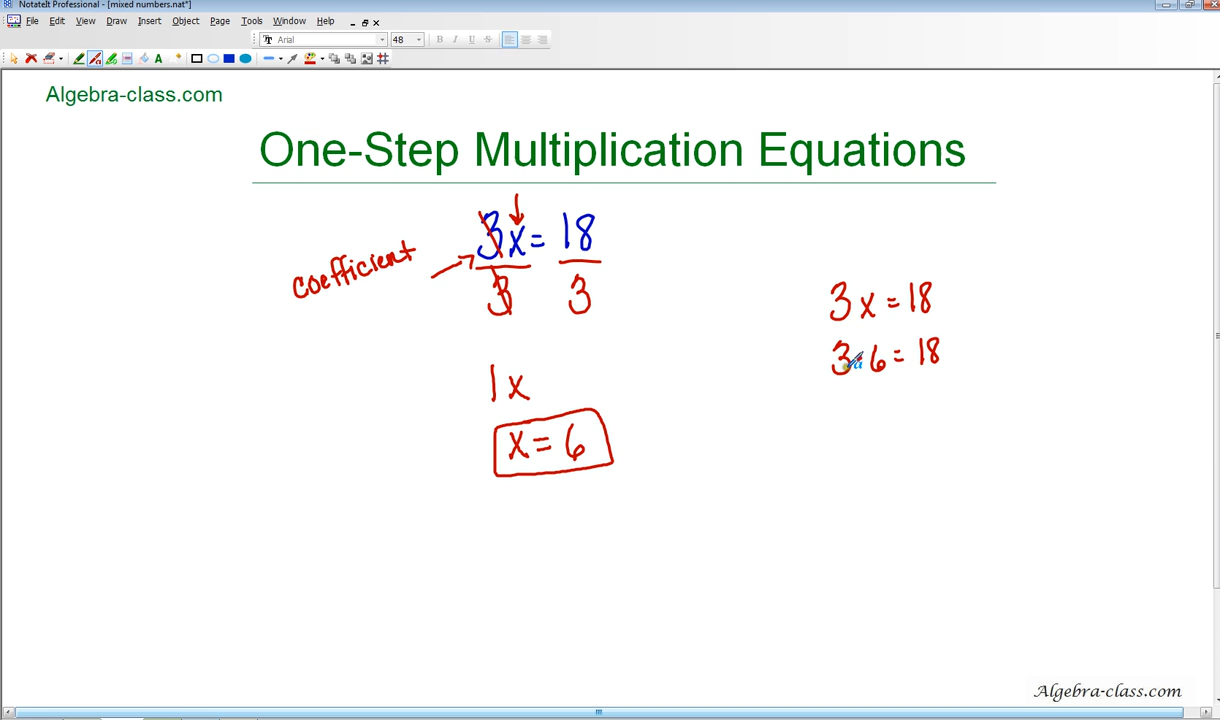 NotateIt Professional - [mixed numbers.nat*]
File Edit View Draw Insert Object Page Tools Window Help
Arial 48 B I U S
Algebra-class.com
One-Step Multiplication Equations
3x = 18
coefficient
3 3
3x = 18
3 · 6 = 18
1x
x = 6
Algebra-class.com